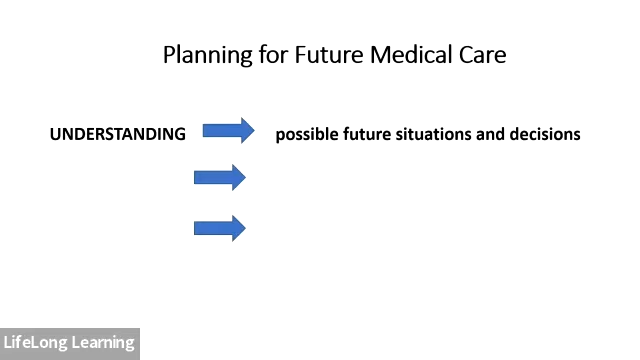 Planning for Future Medical Care
UNDERSTANDING possible future situations and decisions
LifeLong Learning